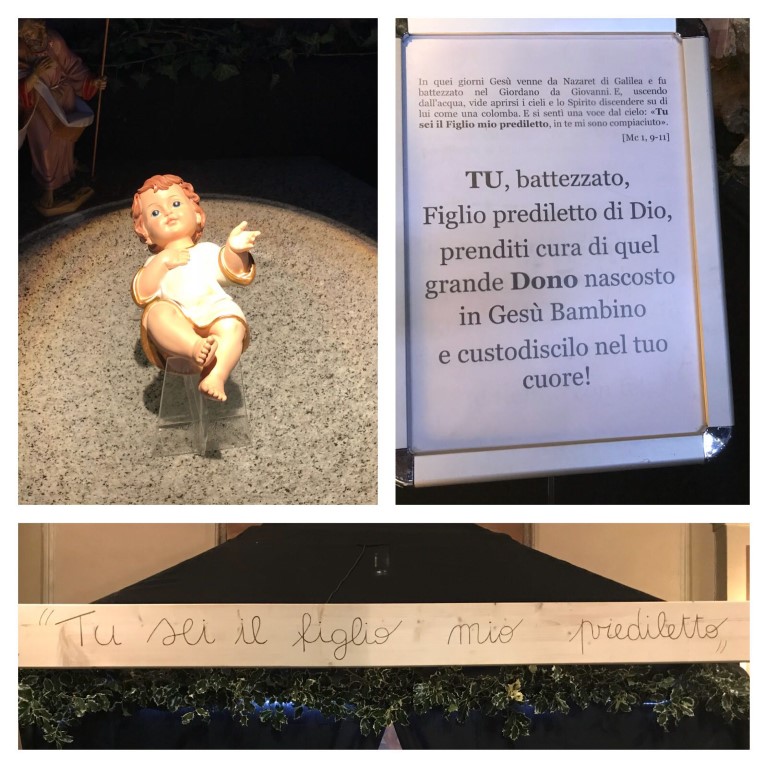 In quei giorni Gesù venne da Nazaret di Galilea e fu
battezzato nel Giordano da Giovanni. E, uscendo
dall'acqua, vide aprirsi i cieli e lo Spirito discendere su di
lui come una colomba. E si sentì una voce dal cielo: «Tu
sei il Figlio mio prediletto, in te mi sono compiaciuto».
[Mc 1, 9-11]
TU, battezzato,
Figlio prediletto di Dio,
prenditi cura di quel
grande Dono nascosto
in Gesù Bambino
e custodiscilo nel tuo
cuore!
"Tu sei il figlio mio prediletto"